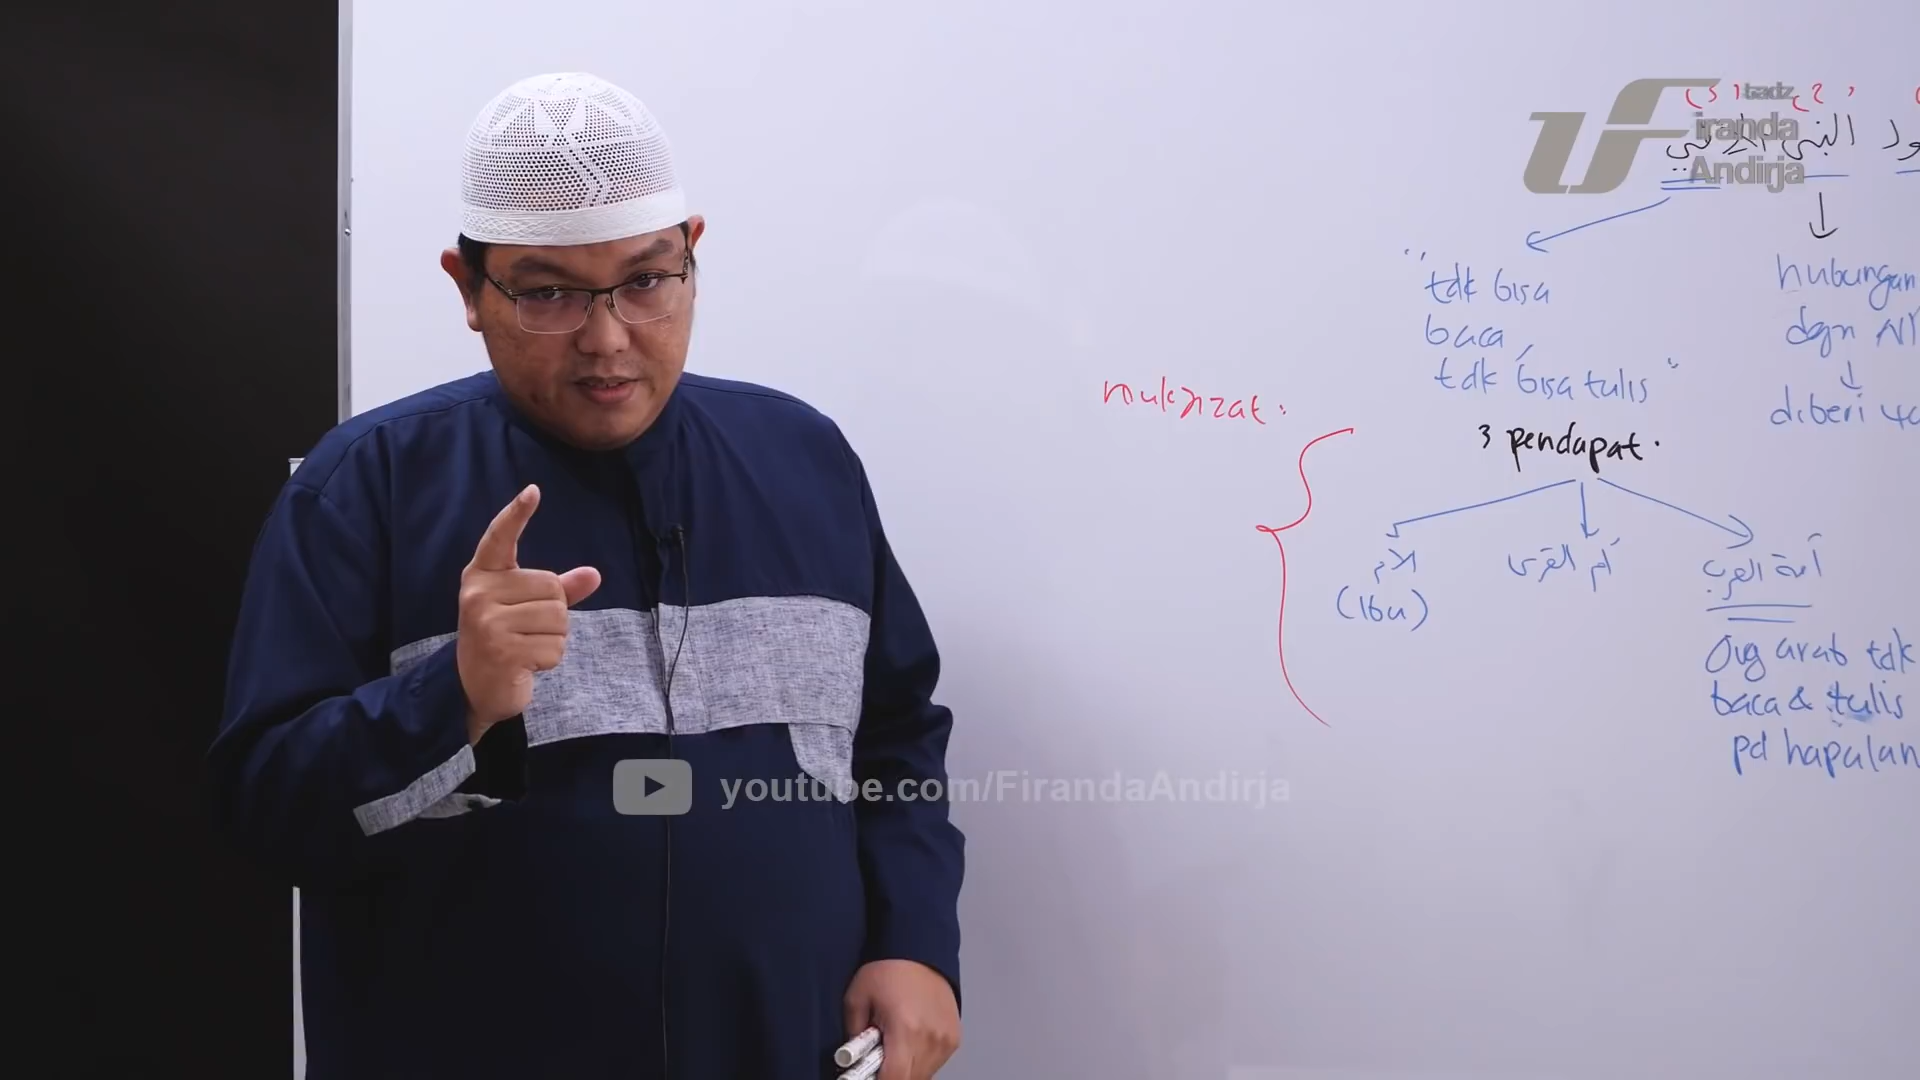 ustadz
Firanda
Andirja
النبي
"tdk bisa
baca,
tdk bisa tulis"
hubungan
dgn
diberi
mukjizat:
3 pendapat.
الأم
(Ibu)
أم القرى
أمة العرب
Org arab tdk
baca & tulis
pd hapalan
youtube.com/FirandaAndirja